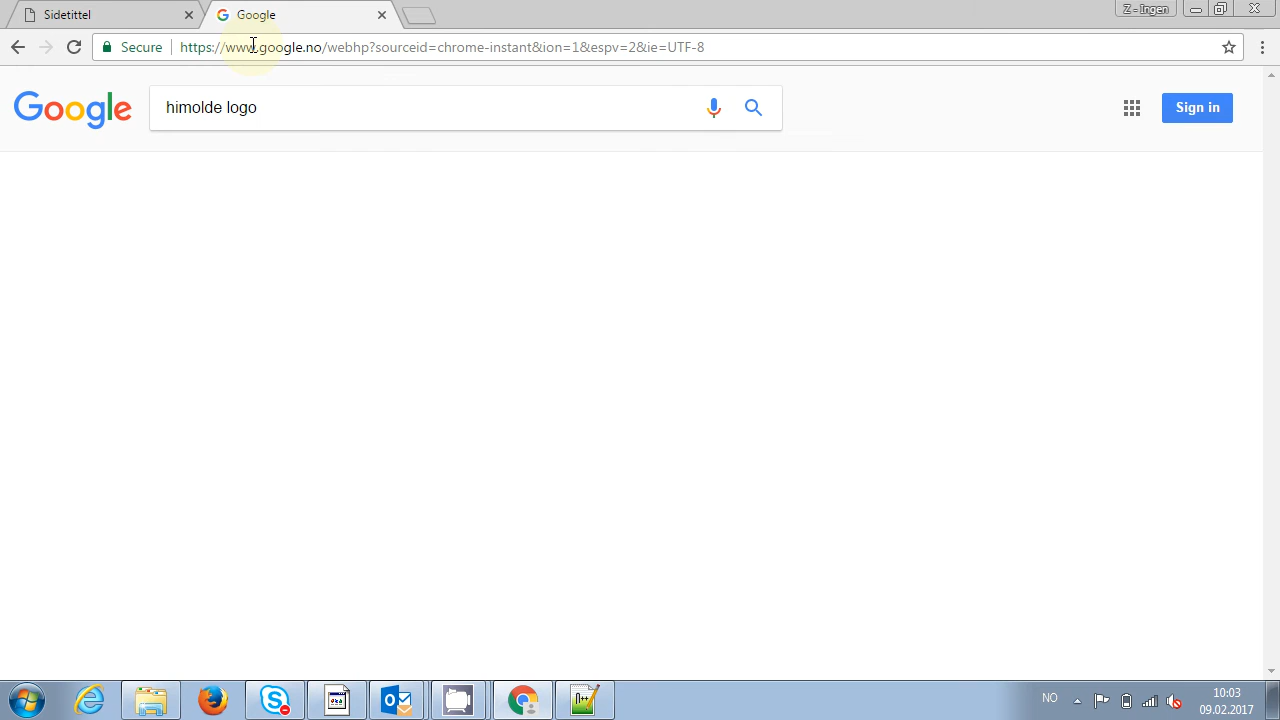 Sidetittel
Google
Z - Ingen
Secure
https://www.google.no/webhp?sourceid=chrome-instant&ion=1&espv=2&ie=UTF-8
Google
himolde logo
Sign in
NO
10:03
09.02.2017